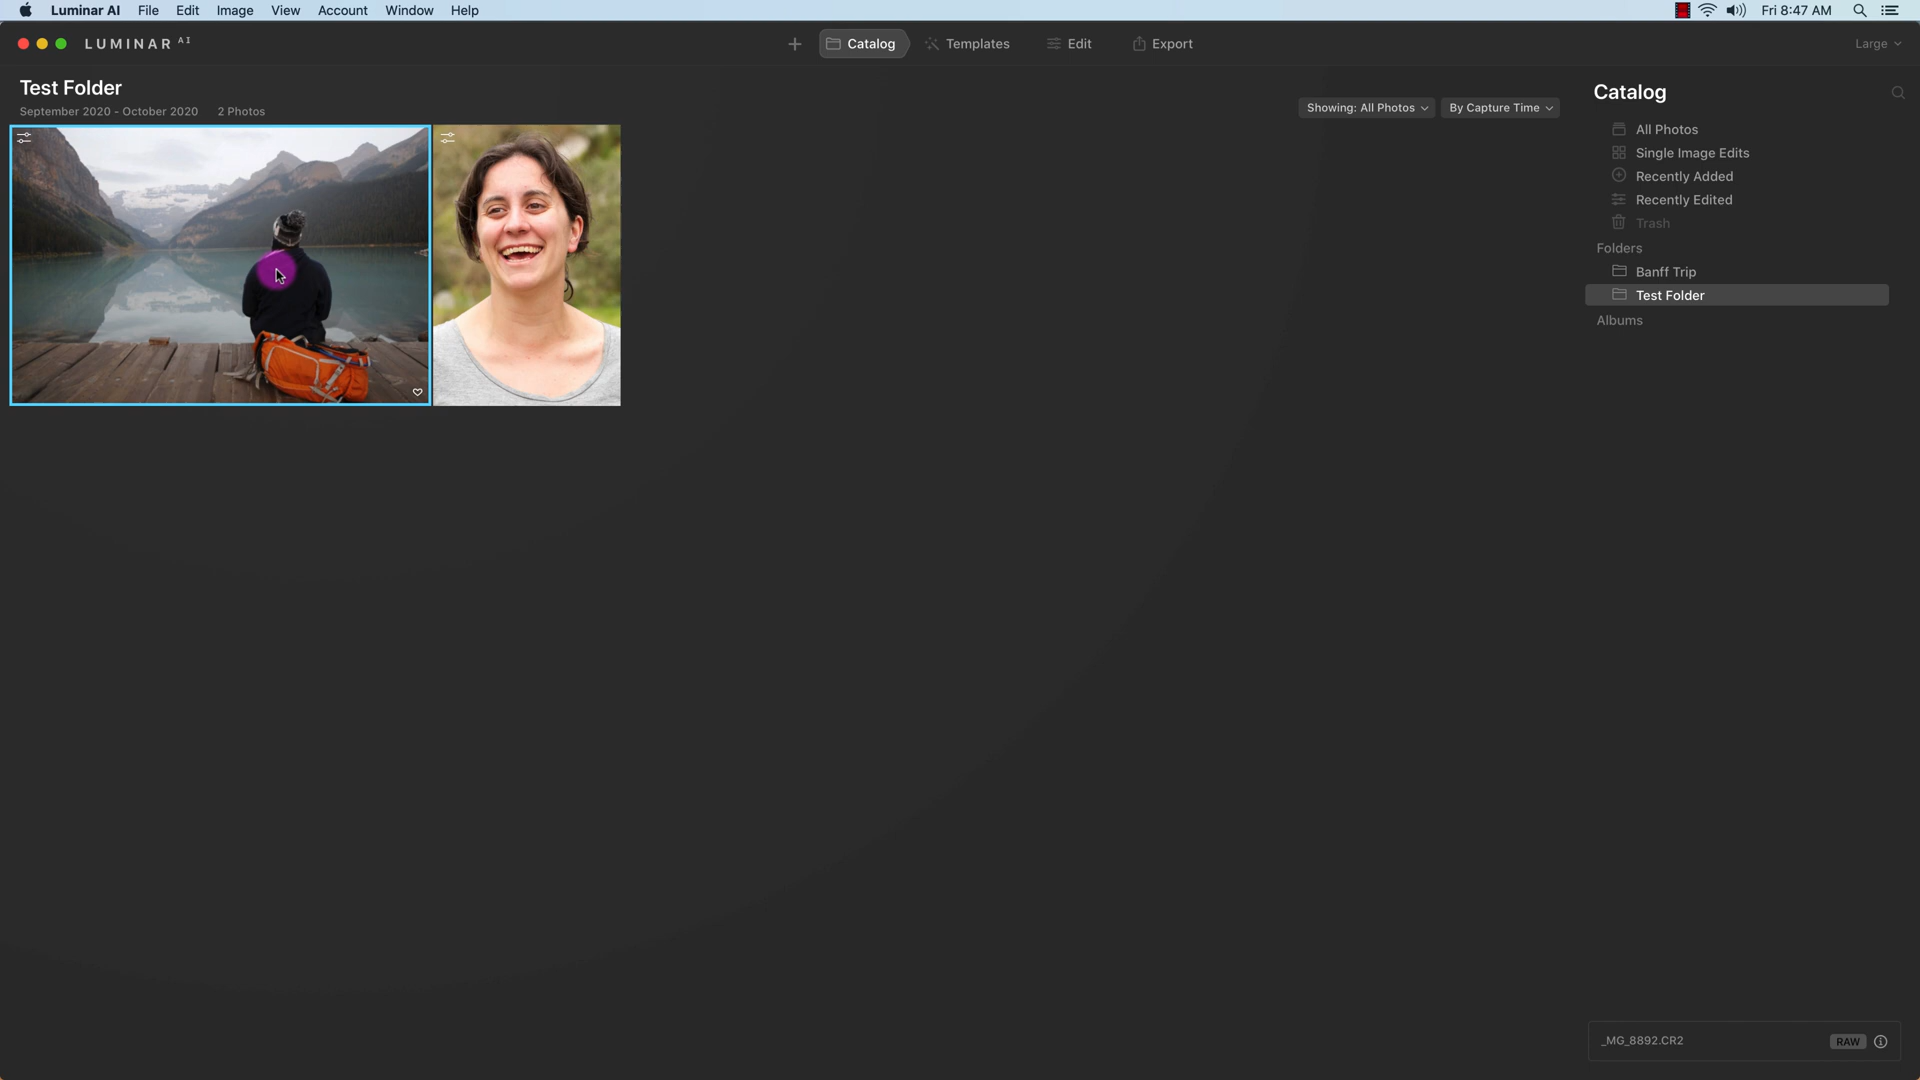 Luminar AI File Edit Image View Account Window Help Fri 8:47 AM
LUMINAR AI + Catalog Templates Edit Export Large
Test Folder
September 2020 - October 2020 2 Photos
Showing: All Photos By Capture Time
Catalog
All Photos
Single Image Edits
Recently Added
Recently Edited
Trash
Folders
Banff Trip
Test Folder
Albums
_MG_8892.CR2 RAW